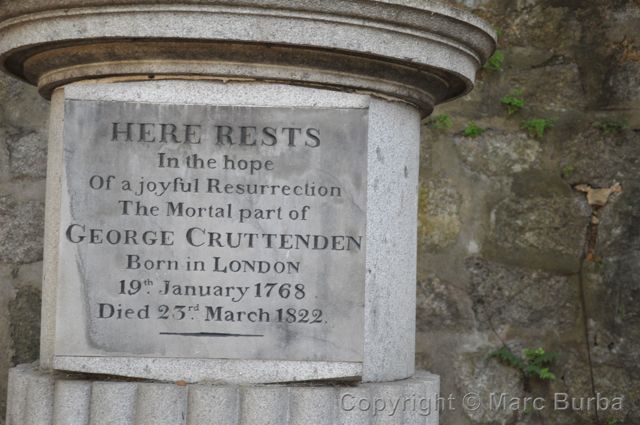 HERE RESTS
In the hope
Of a joyful Resurrection
The Mortal part of
GEORGE CRUTTENDEN
Born in LONDON
19th January 1768
Died 23rd March 1822.
Copyright © Marc Burba